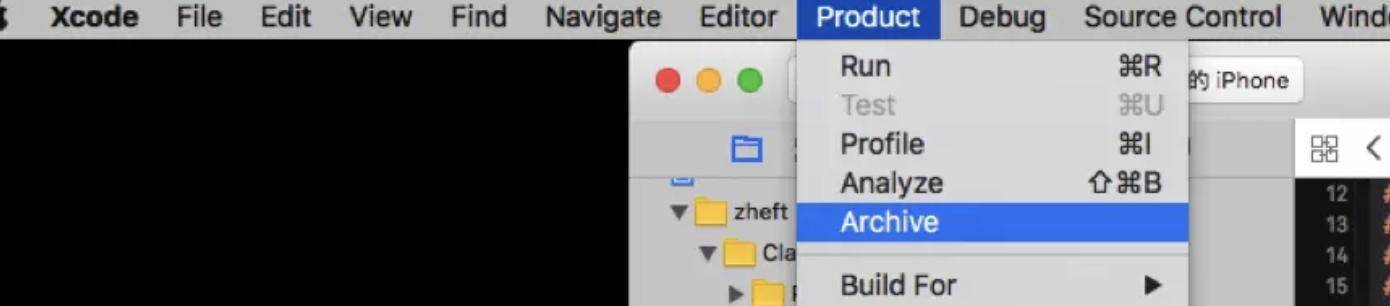 Xcode File Edit View Find Navigate Editor Product Debug Source Control
Run ⌘R
的 iPhone
Test ⌘U
Profile ⌘I
Analyze ⇧⌘B
12
zheft
Archive
13
14
Build For
15